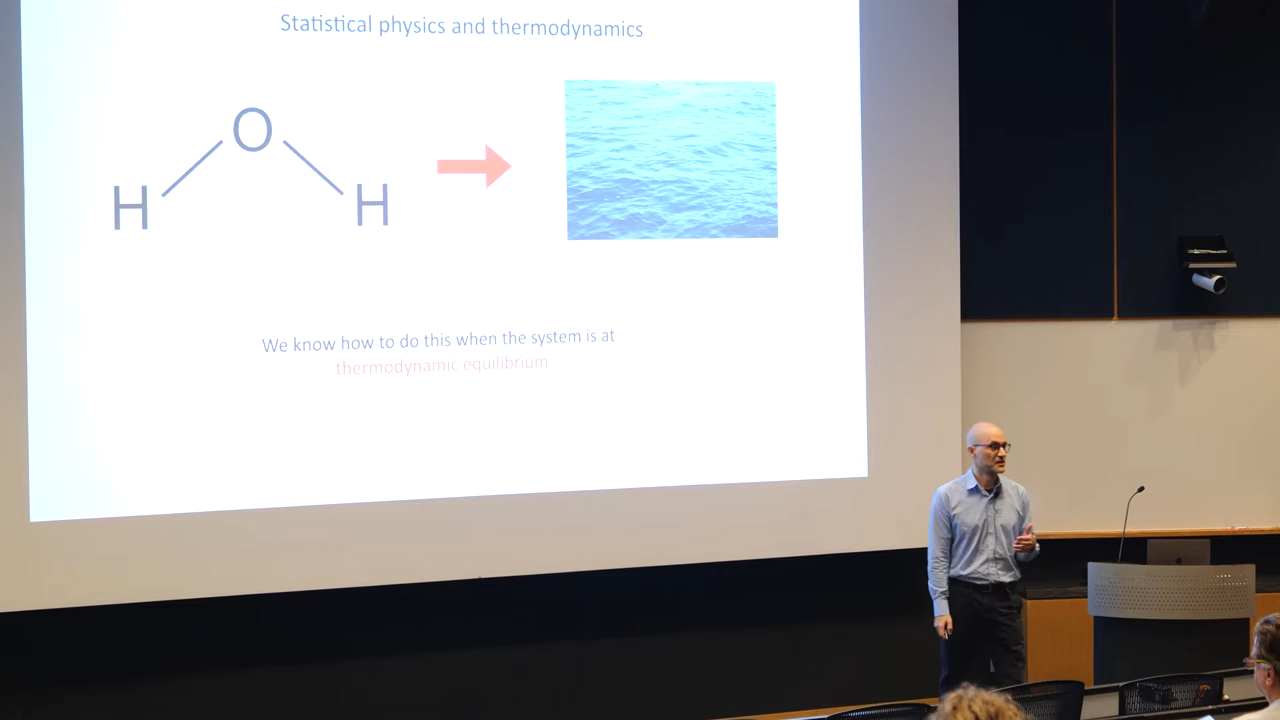 Statistical physics and thermodynamics
O
H
H
We know how to do this when the system is at
thermodynamic equilibrium